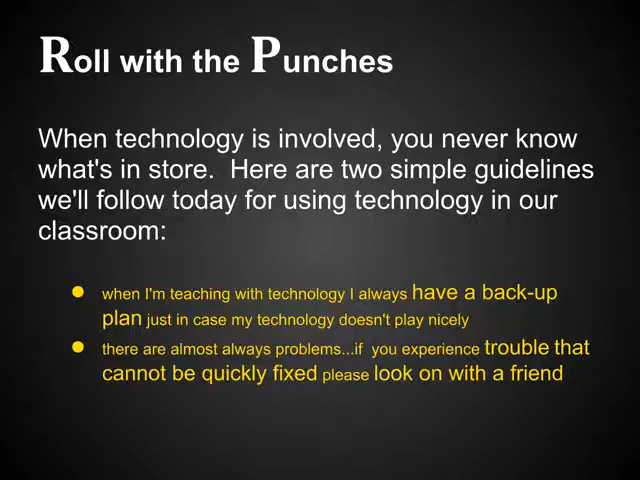 Roll with the Punches
When technology is involved, you never know
what's in store.  Here are two simple guidelines
we'll follow today for using technology in our
classroom:
● when I'm teaching with technology I always have a back-up
plan just in case my technology doesn't play nicely
● there are almost always problems...if  you experience trouble that
cannot be quickly fixed please look on with a friend